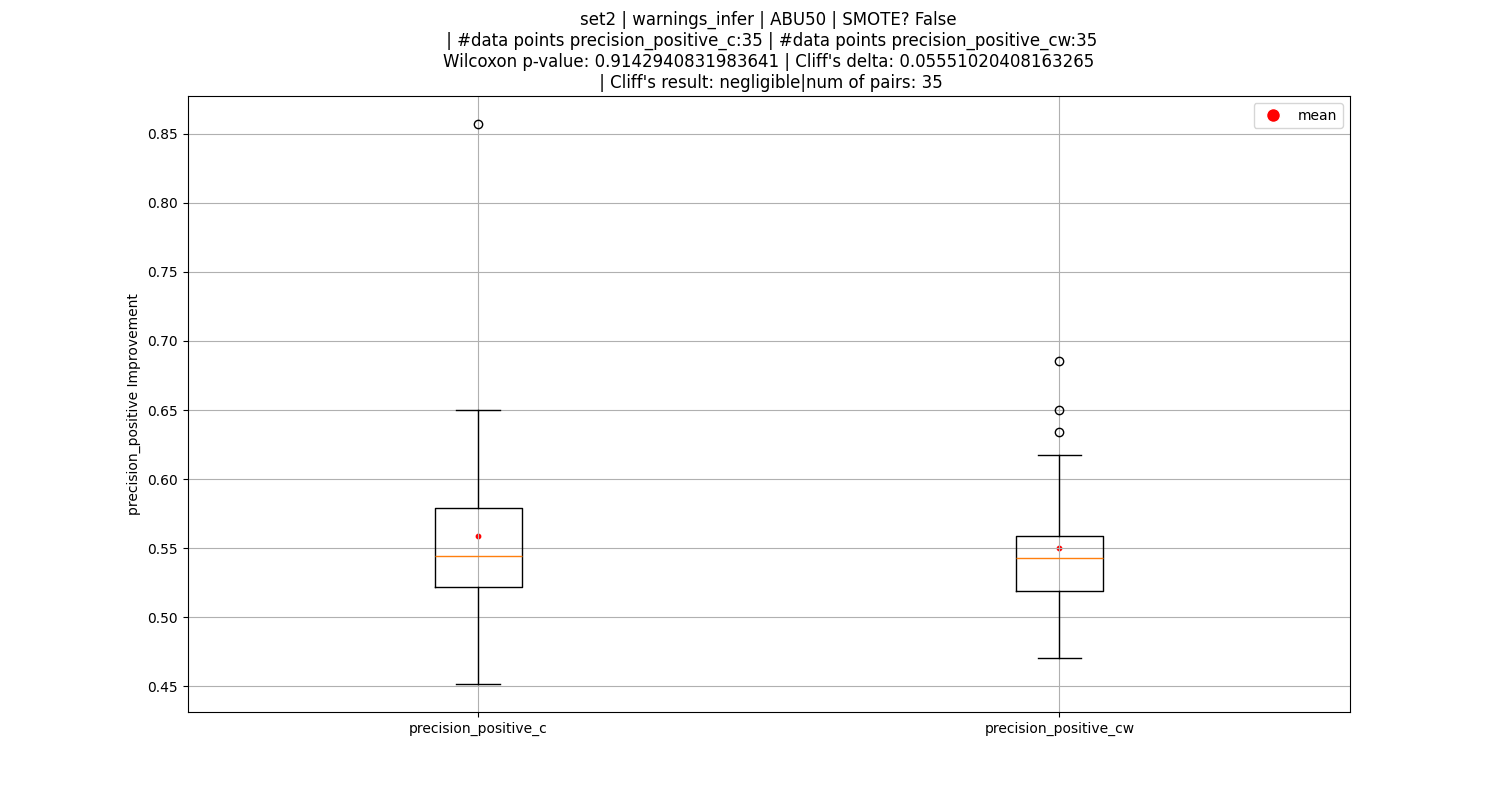 set2 | warnings_infer | ABU50 | SMOTE? False
| #data points precision_positive_c:35 | #data points precision_positive_cw:35
Wilcoxon p-value: 0.9142940831983641 | Cliff's delta: 0.05551020408163265
| Cliff's result: negligible|num of pairs: 35
mean
0.85
0.80
0.75
0.70
0.65
0.60
0.55
0.50
0.45
precision_positive Improvement
precision_positive_c
precision_positive_cw